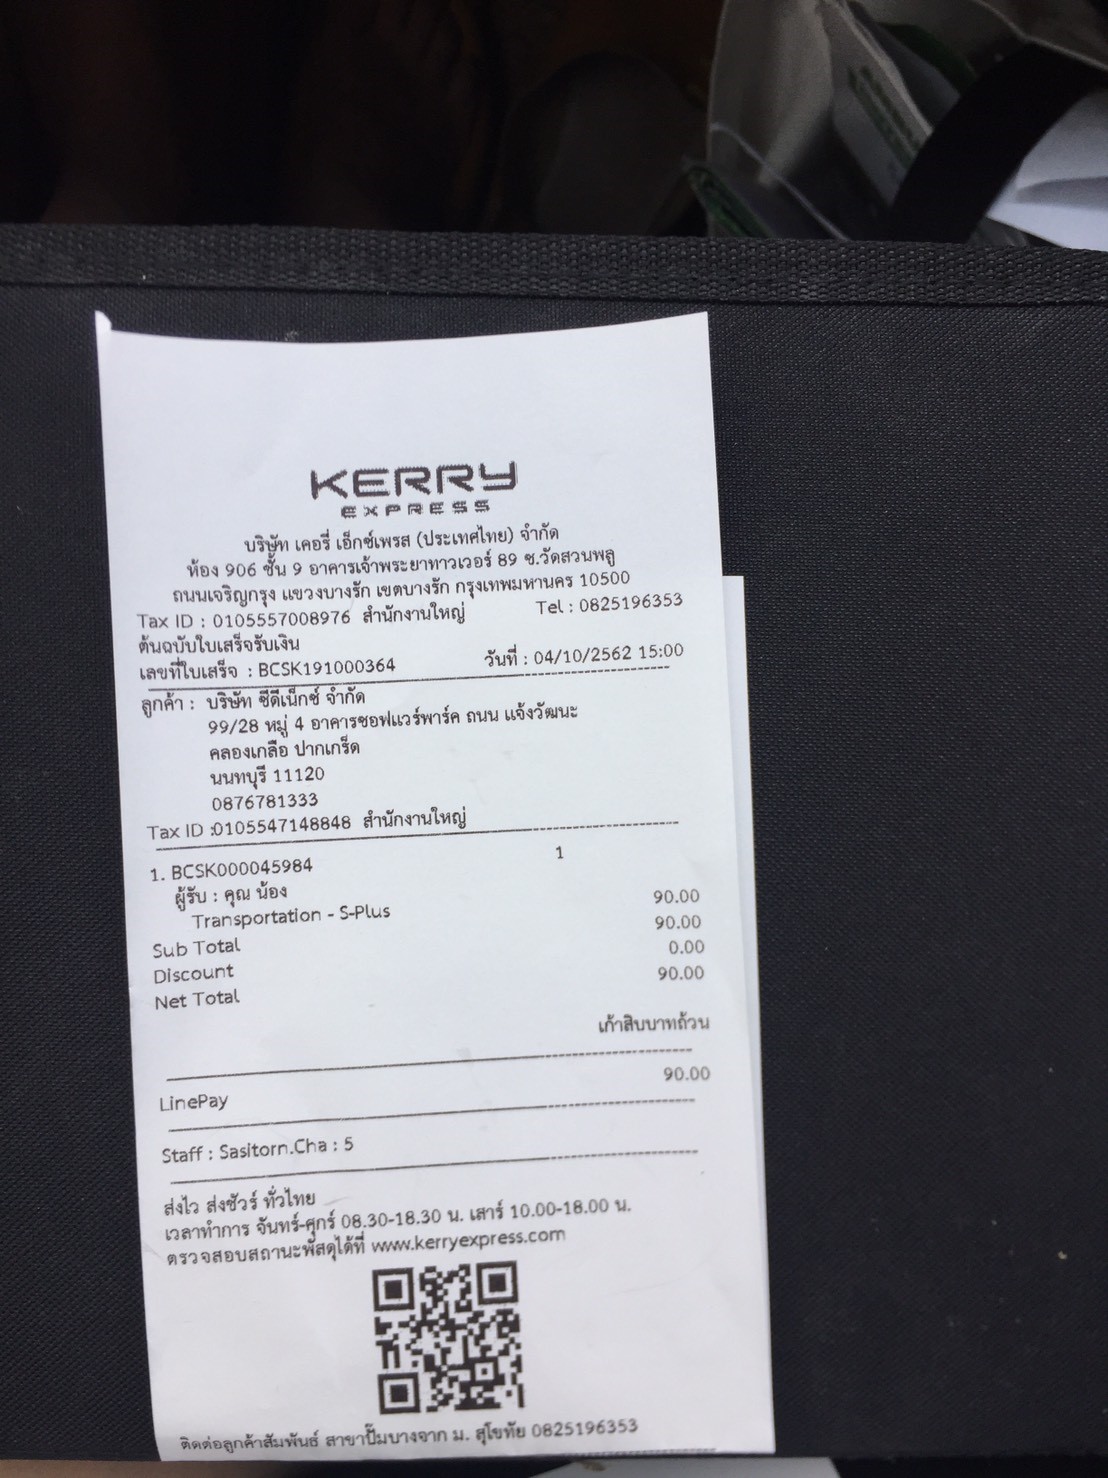 KERRY
EXPRESS
บริษัท เคอรี่ เอ็กซ์เพรส (ประเทศไทย) จำกัด
ห้อง 906 ชั้น 9 อาคารเจ้าพระยาทาวเวอร์ 89 ซ.วัดสวนพลู
ถนนเจริญกรุง แขวงบางรัก เขตบางรัก กรุงเทพมหานคร 10500
Tax ID : 0105557008976 สำนักงานใหญ่ Tel : 0825196353
ต้นฉบับใบเสร็จรับเงิน
เลขที่ใบเสร็จ : BCSK191000364 วันที่ : 04/10/2562 15:00
ลูกค้า : บริษัท ซีดีเน็กซ์ จำกัด
99/28 หมู่ 4 อาคารซอฟแวร์พาร์ค ถนน แจ้งวัฒนะ
คลองเกลือ ปากเกร็ด
นนทบุรี 11120
0876781333
Tax ID :0105547148848 สำนักงานใหญ่
1. BCSK000045984 1
ผู้รับ : คุณ น้อง
Transportation - S-Plus 90.00
Sub Total 90.00
Discount 0.00
Net Total 90.00
เก้าสิบบาทถ้วน
LinePay 90.00
Staff : Sasitorn.Cha : 5
ส่งไว ส่งชัวร์ ทั่วไทย
เวลาทำการ จันทร์-ศุกร์ 08.30-18.30 น. เสาร์ 10.00-18.00 น.
ตรวจสอบสถานะพัสดุได้ที่ www.kerryexpress.com
ติดต่อลูกค้าสัมพันธ์ สาขาปั๊มบางจาก ม. สุโขทัย 0825196353